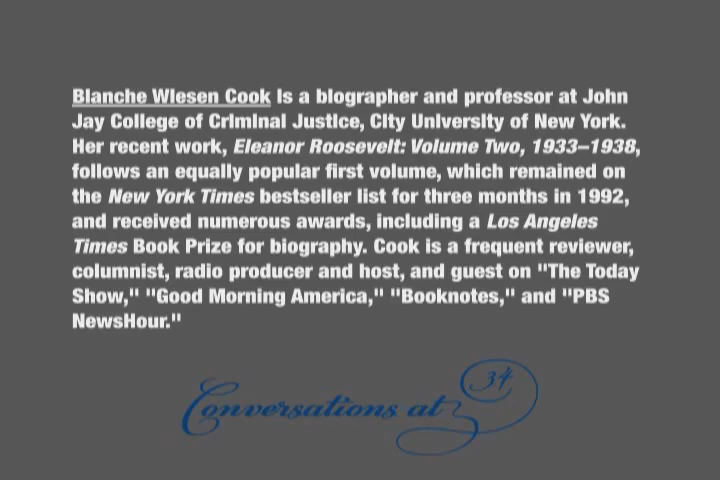 Blanche Wiesen Cook is a biographer and professor at John
Jay College of Criminal Justice, City University of New York.
Her recent work, Eleanor Roosevelt: Volume Two, 1933–1938,
follows an equally popular first volume, which remained on
the New York Times bestseller list for three months in 1992,
and received numerous awards, including a Los Angeles
Times Book Prize for biography. Cook is a frequent reviewer,
columnist, radio producer and host, and guest on "The Today
Show," "Good Morning America," "Booknotes," and "PBS
NewsHour."
Conversations at 34